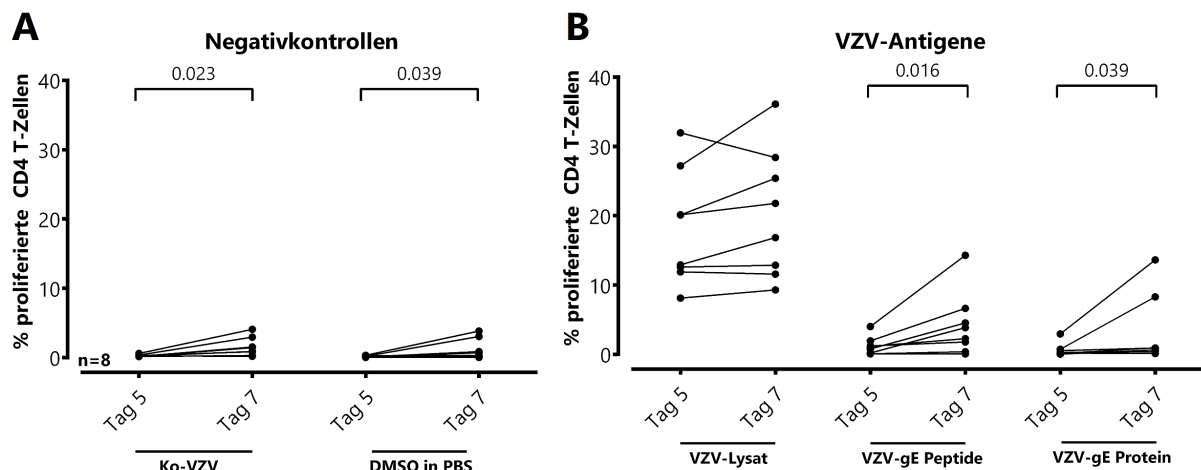 A
Negativkontrollen
0.023
0.039
% proliferierte CD4 T-Zellen
40
30
20
10
0
n=8
Tag 5
Tag 7
Tag 5
Tag 7
Ko-VZV
DMSO in PBS
B
VZV-Antigene
0.016
0.039
% proliferierte CD4 T-Zellen
40
30
20
10
0
Tag 5
Tag 7
Tag 5
Tag 7
Tag 5
Tag 7
VZV-Lysat
VZV-gE Peptide
VZV-gE Protein